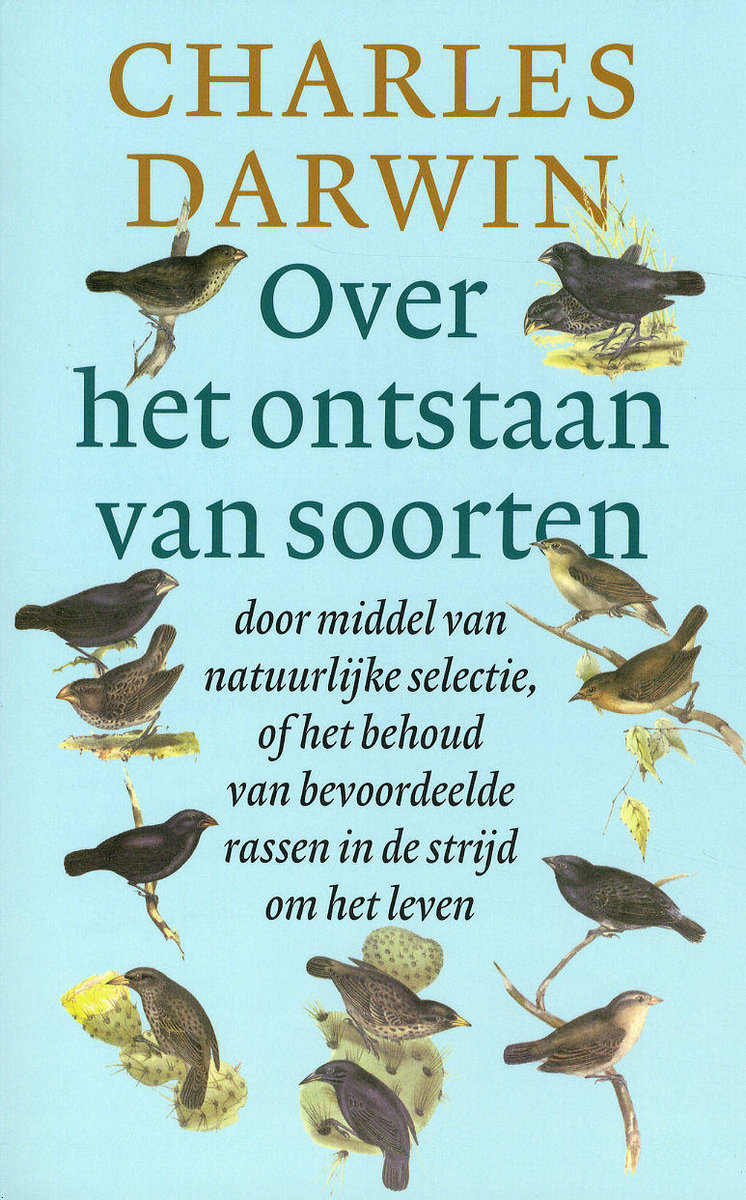 CHARLES
DARWIN
Over
het ontstaan
van soorten
door middel van
natuurlijke selectie,
of het behoud
van bevoordeelde
rassen in de strijd
om het leven